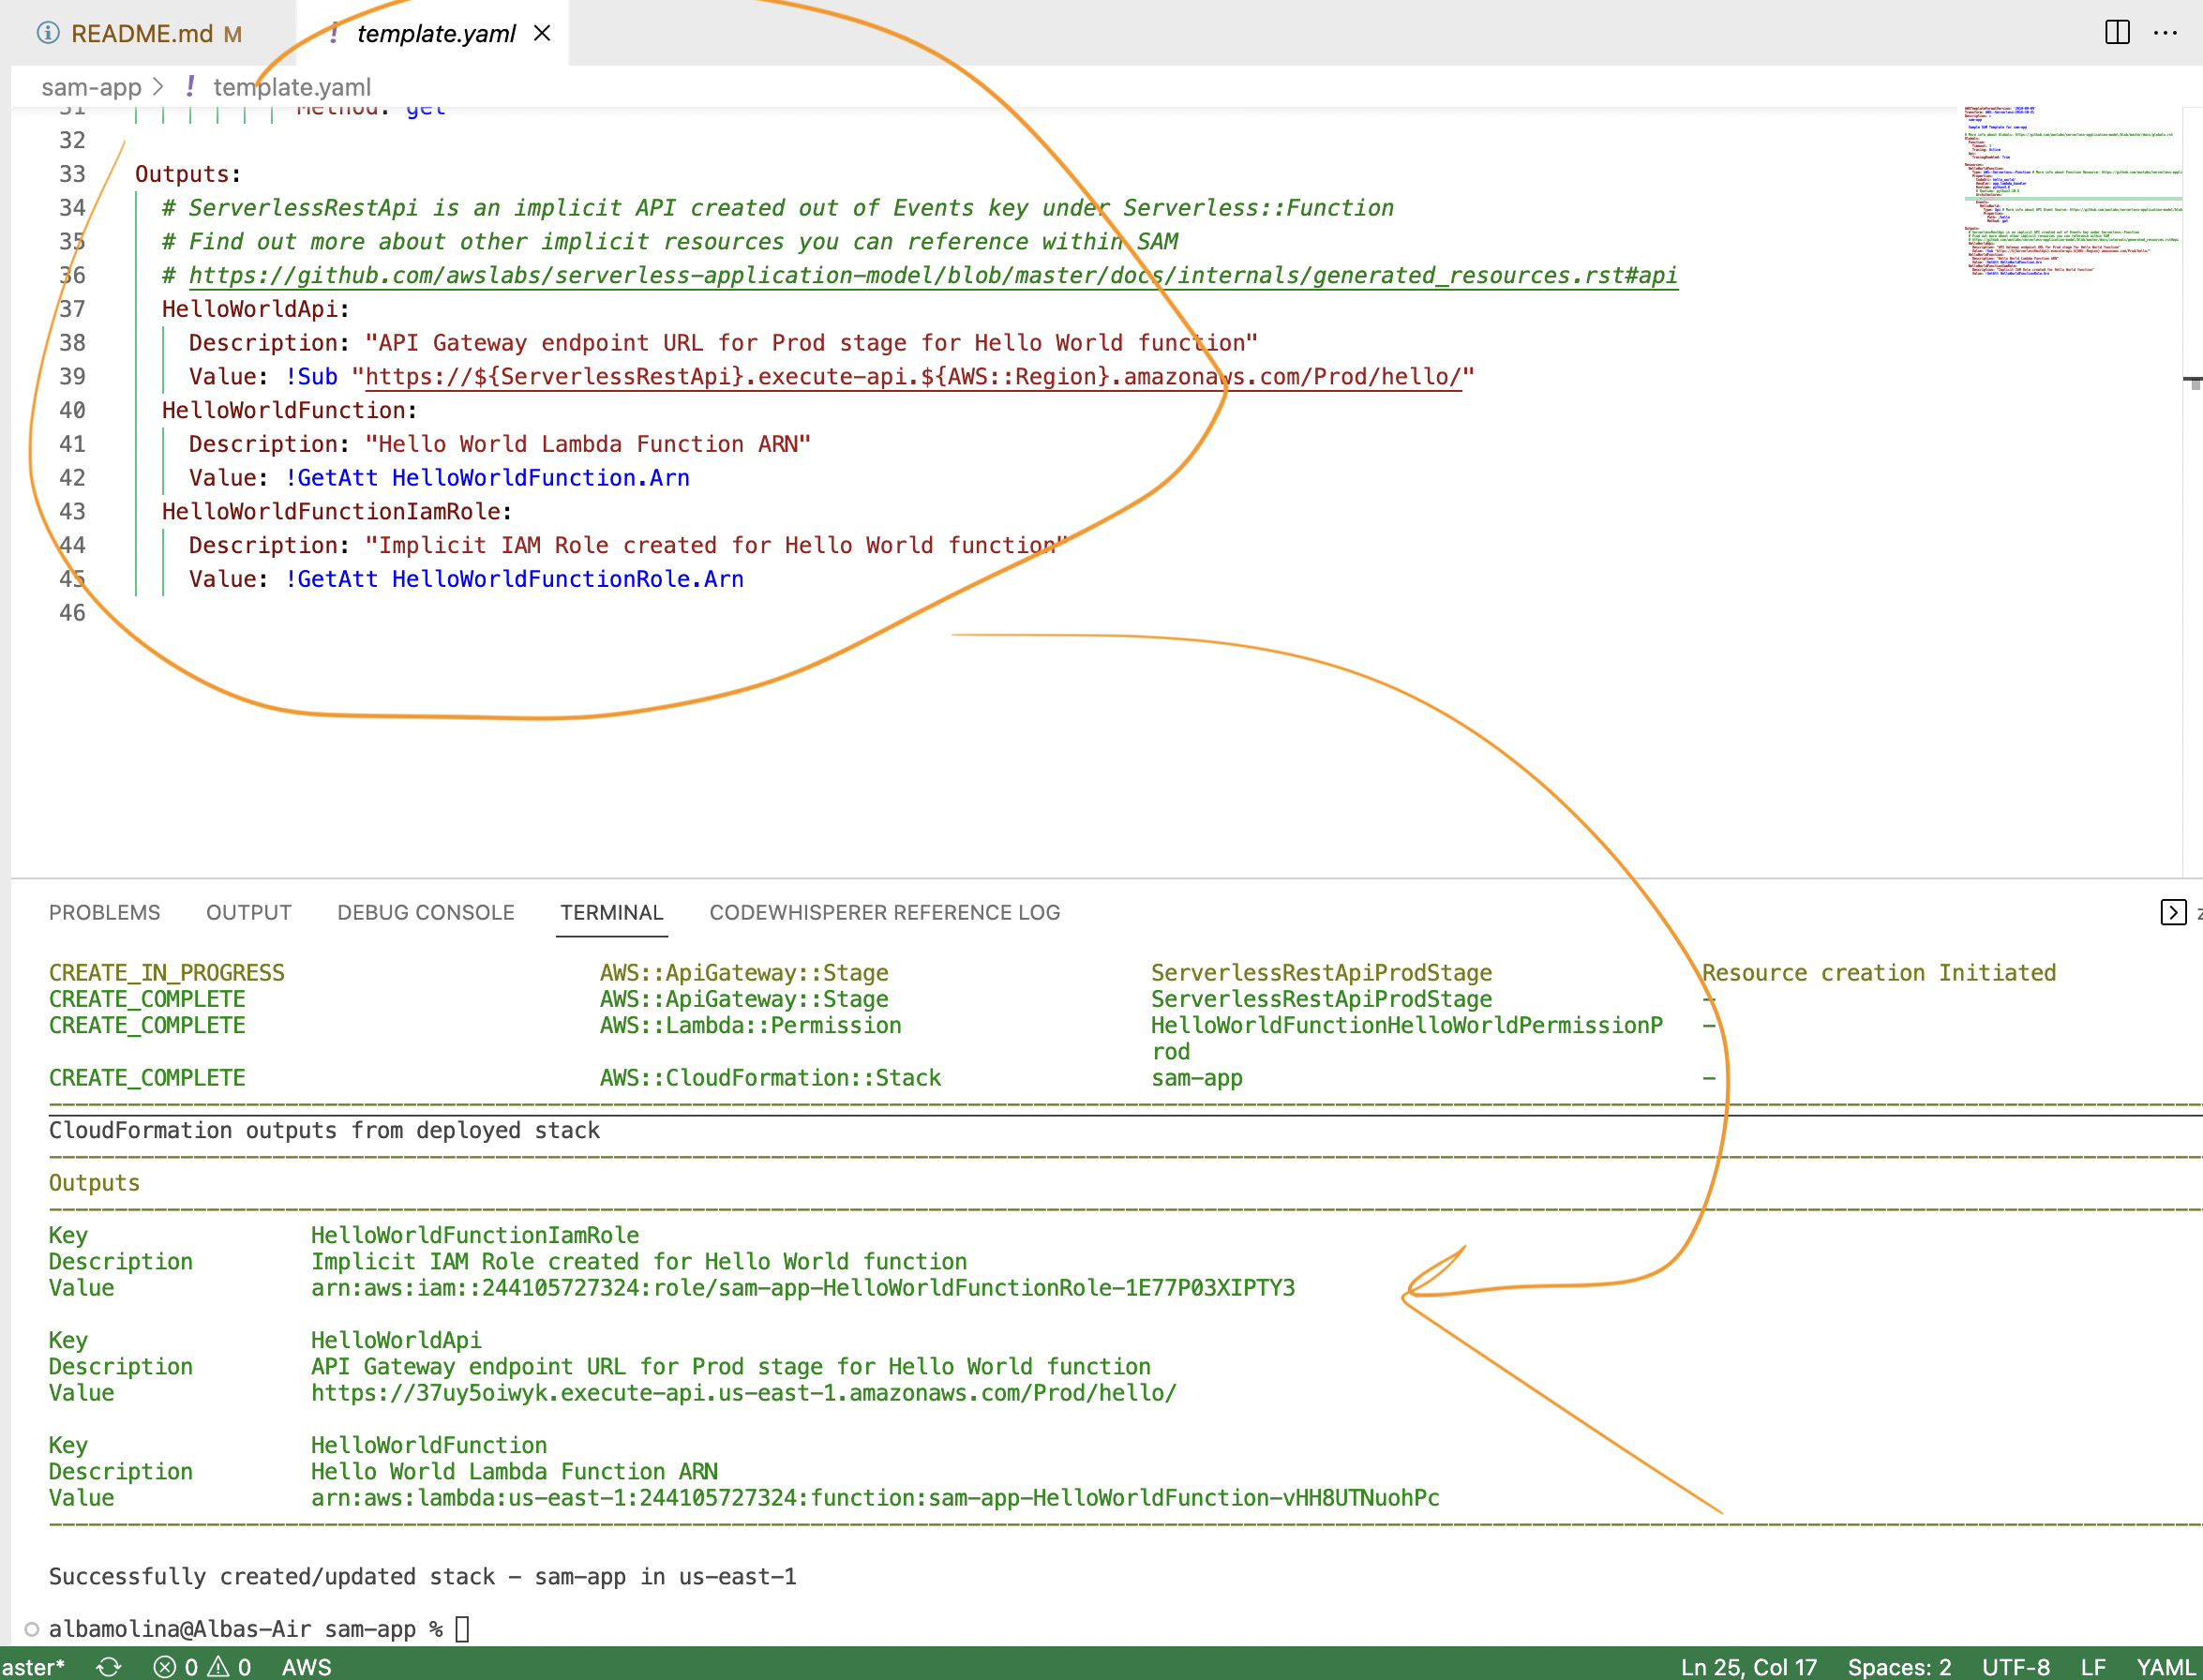 README.md M
! template.yaml
sam-app > ! template.yaml
31 Method: get
32
33 Outputs:
34 # ServerlessRestApi is an implicit API created out of Events key under Serverless::Function
35 # Find out more about other implicit resources you can reference within SAM
36 # https://github.com/awslabs/serverless-application-model/blob/master/docs/internals/generated_resources.rst#api
37 HelloWorldApi:
38 Description: "API Gateway endpoint URL for Prod stage for Hello World function"
39 Value: !Sub "https://${ServerlessRestApi}.execute-api.${AWS::Region}.amazonaws.com/Prod/hello/"
40 HelloWorldFunction:
41 Description: "Hello World Lambda Function ARN"
42 Value: !GetAtt HelloWorldFunction.Arn
43 HelloWorldFunctionIamRole:
44 Description: "Implicit IAM Role created for Hello World function"
45 Value: !GetAtt HelloWorldFunctionRole.Arn
46
PROBLEMS OUTPUT DEBUG CONSOLE TERMINAL CODEWHISPERER REFERENCE LOG
CREATE_IN_PROGRESS AWS::ApiGateway::Stage ServerlessRestApiProdStage Resource creation Initiated
CREATE_COMPLETE AWS::ApiGateway::Stage ServerlessRestApiProdStage -
CREATE_COMPLETE AWS::Lambda::Permission HelloWorldFunctionHelloWorldPermissionP -
rod
CREATE_COMPLETE AWS::CloudFormation::Stack sam-app -
CloudFormation outputs from deployed stack
Outputs
Key HelloWorldFunctionIamRole
Description Implicit IAM Role created for Hello World function
Value arn:aws:iam::244105727324:role/sam-app-HelloWorldFunctionRole-1E77P03XIPTY3
Key HelloWorldApi
Description API Gateway endpoint URL for Prod stage for Hello World function
Value https://37uy5oiwyk.execute-api.us-east-1.amazonaws.com/Prod/hello/
Key HelloWorldFunction
Description Hello World Lambda Function ARN
Value arn:aws:lambda:us-east-1:244105727324:function:sam-app-HelloWorldFunction-vHH8UTNuohPc
Successfully created/updated stack - sam-app in us-east-1
albamolina@Albas-Air sam-app %
aster* 0 0 AWS Ln 25, Col 17 Spaces: 2 UTF-8 LF YAML